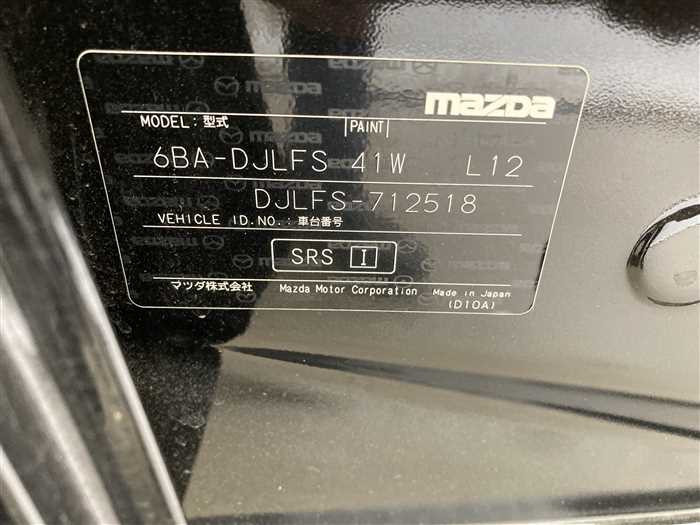 mazda
MODEL: 型式 PAINT
6BA-DJLFS 41W L12
DJLFS-712518
VEHICLE ID.NO.: 車台番号
SRS I
マツダ株式会社 Mazda Motor Corporation Made in Japan
(D10A)